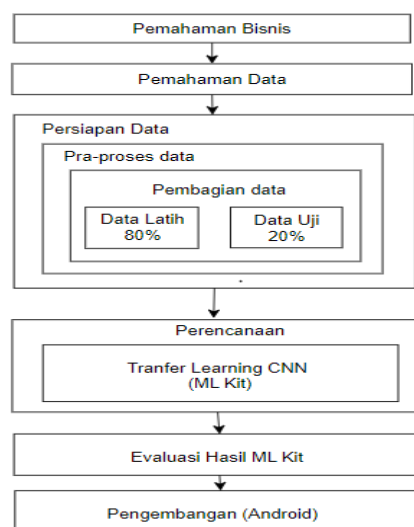 Pemahaman Bisnis
Pemahaman Data
Persiapan Data
Pra-proses data
Pembagian data
Data Latih
80%
Data Uji
20%
Perencanaan
Tranfer Learning CNN
(ML Kit)
Evaluasi Hasil ML Kit
Pengembangan (Android)